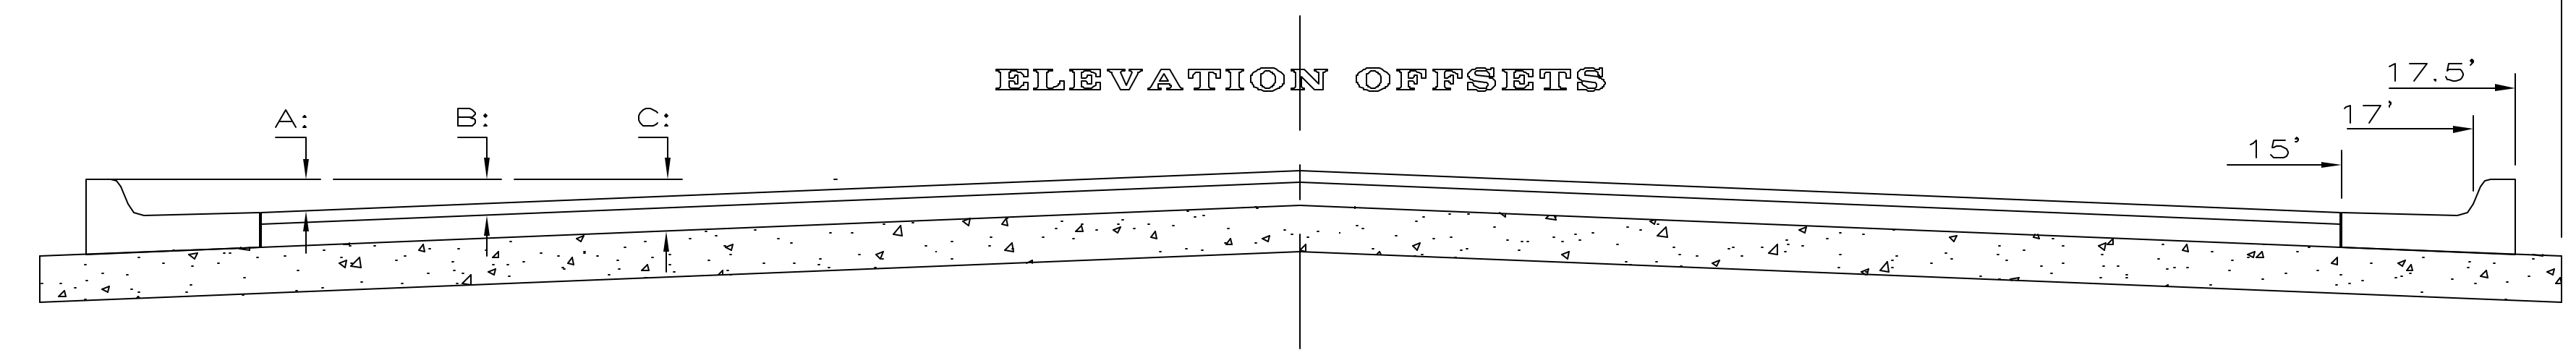 ELEVATION OFFSETS
17.5'
A:
B:
C:
17'
15'